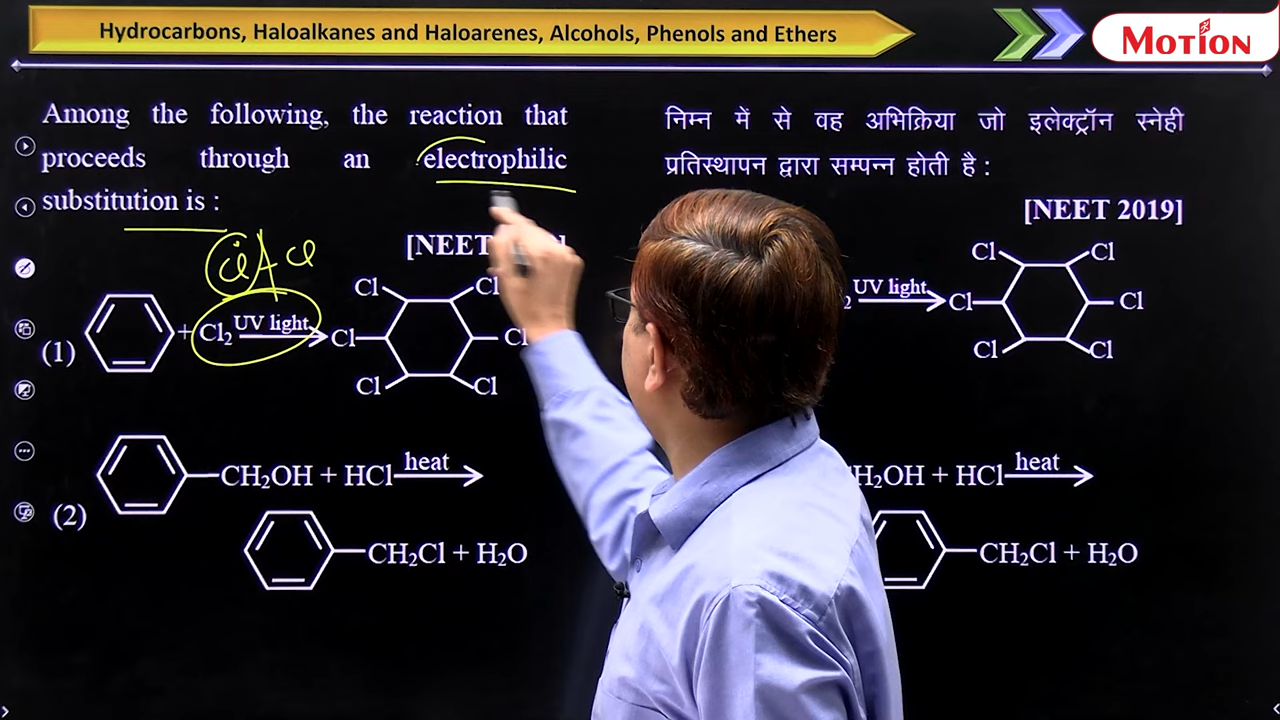 Hydrocarbons, Haloalkanes and Haloarenes, Alcohols, Phenols and Ethers
MOTION
Among the following, the reaction that
proceeds through an electrophilic
substitution is :
[NEET
निम्न में से वह अभिक्रिया जो इलेक्ट्रॉन स्नेही
प्रतिस्थापन द्वारा सम्पन्न होती है :
[NEET 2019]
Cl Cl
(1) + Cl₂ UV light Cl Cl
Cl Cl
Cl Cl
UV light Cl Cl
Cl Cl
CH₂OH + HCl heat
(2)
CH₂Cl + H₂O
H₂OH + HCl heat
CH₂Cl + H₂O